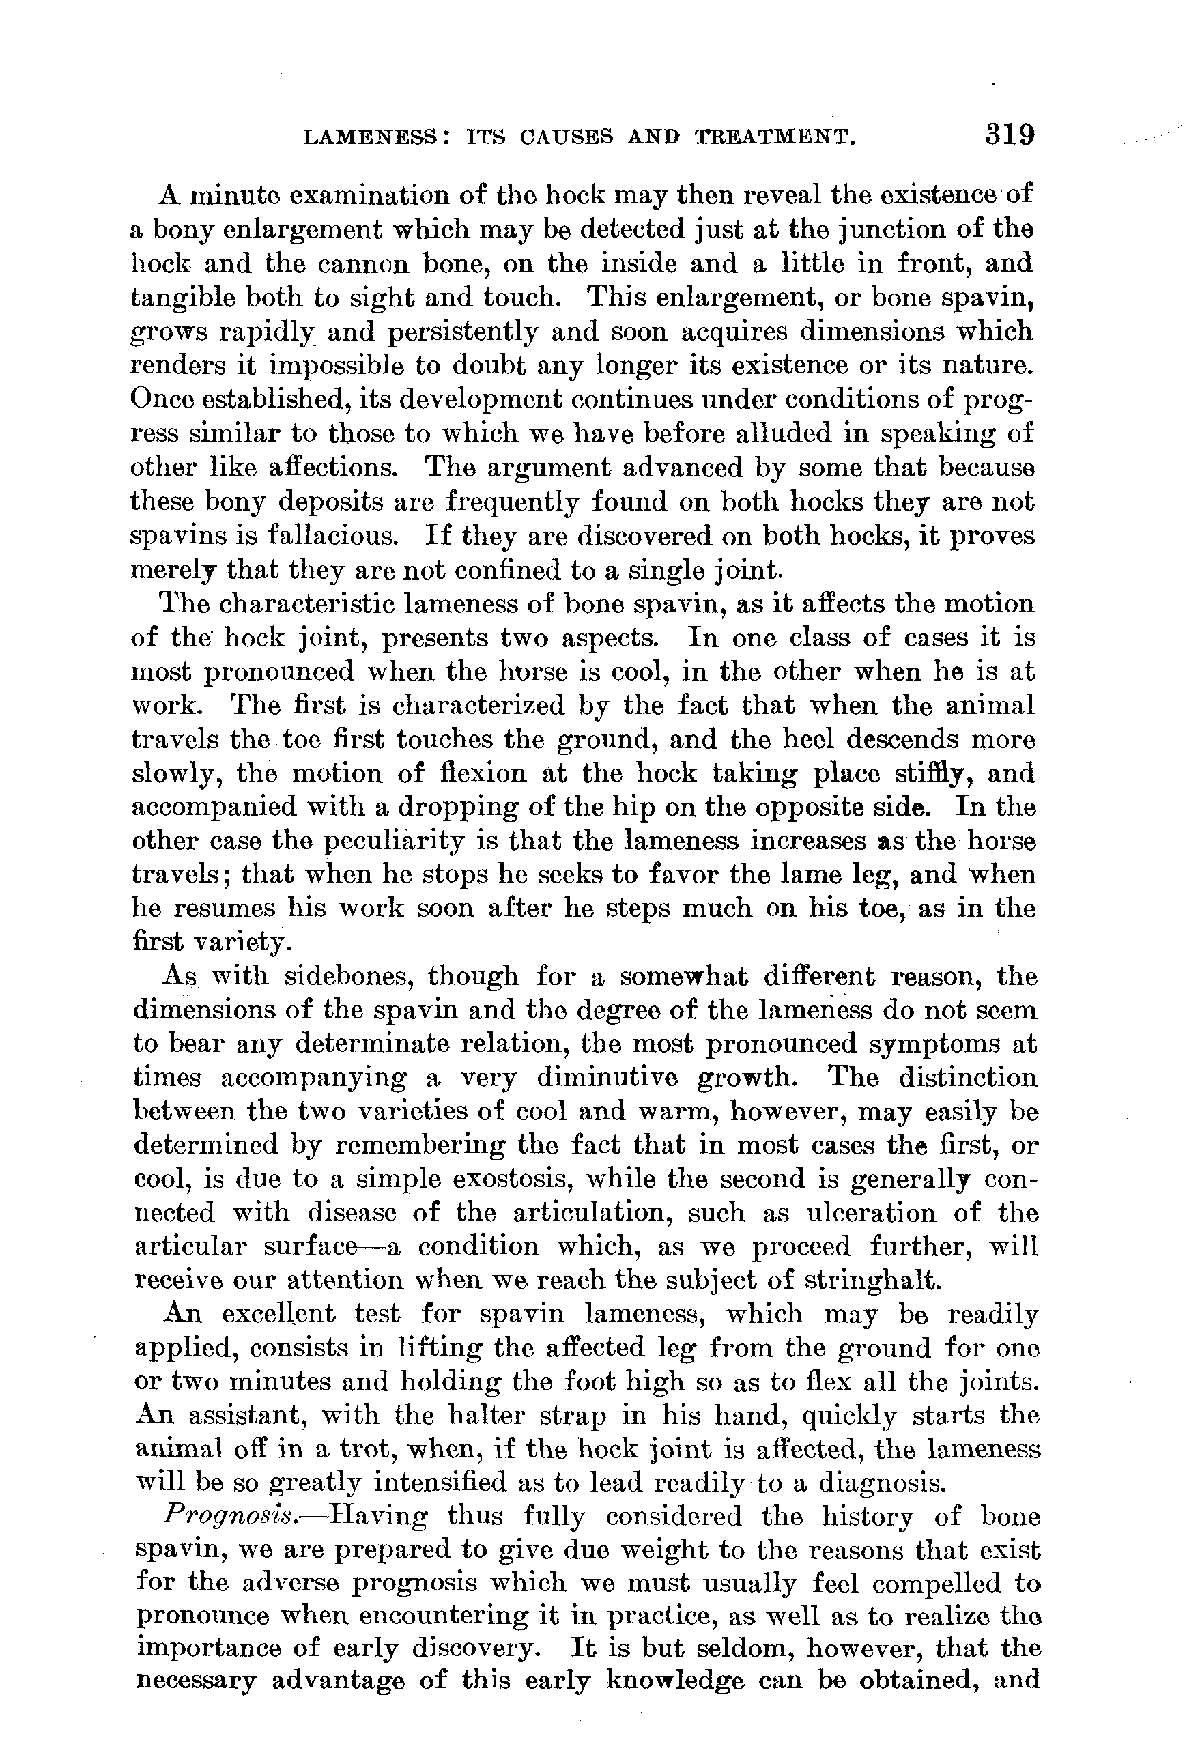 LAMENESS: ITS CAUSES AND TREATMENT. 319
A minute examination of the hock may then reveal the existence of
a bony enlargement which may be detected just at the junction of the
hock and the cannon bone, on the inside and a little in front, and
tangible both to sight and touch. This enlargement, or bone spavin,
grows rapidly and persistently and soon acquires dimensions which
renders it impossible to doubt any longer its existence or its nature.
Once established, its development continues under conditions of prog-
ress similar to those to which we have before alluded in speaking of
other like affections. The argument advanced by some that because
these bony deposits are frequently found on both hocks they are not
spavins is fallacious. If they are discovered on both hocks, it proves
merely that they are not confined to a single joint.
The characteristic lameness of bone spavin, as it affects the motion
of the hock joint, presents two aspects. In one class of cases it is
most pronounced when the horse is cool, in the other when he is at
work. The first is characterized by the fact that when the animal
travels the toe first touches the ground, and the heel descends more
slowly, the motion of flexion at the hock taking place stiffly, and
accompanied with a dropping of the hip on the opposite side. In the
other case the peculiarity is that the lameness increases as the horse
travels; that when he stops he seeks to favor the lame leg, and when
he resumes his work soon after he steps much on his toe, as in the
first variety.
As with sidebones, though for a somewhat different reason, the
dimensions of the spavin and the degree of the lameness do not seem
to bear any determinate relation, the most pronounced symptoms at
times accompanying a very diminutive growth. The distinction
between the two varieties of cool and warm, however, may easily be
determined by remembering the fact that in most cases the first, or
cool, is due to a simple exostosis, while the second is generally con-
nected with disease of the articulation, such as ulceration of the
articular surface—a condition which, as we proceed further, will
receive our attention when we reach the subject of stringhalt.
An excellent test for spavin lameness, which may be readily
applied, consists in lifting the affected leg from the ground for one
or two minutes and holding the foot high so as to flex all the joints.
An assistant, with the halter strap in his hand, quickly starts the
animal off in a trot, when, if the hock joint is affected, the lameness
will be so greatly intensified as to lead readily to a diagnosis.
Prognosis.—Having thus fully considered the history of bone
spavin, we are prepared to give due weight to the reasons that exist
for the adverse prognosis which we must usually feel compelled to
pronounce when encountering it in practice, as well as to realize the
importance of early discovery. It is but seldom, however, that the
necessary advantage of this early knowledge can be obtained, and